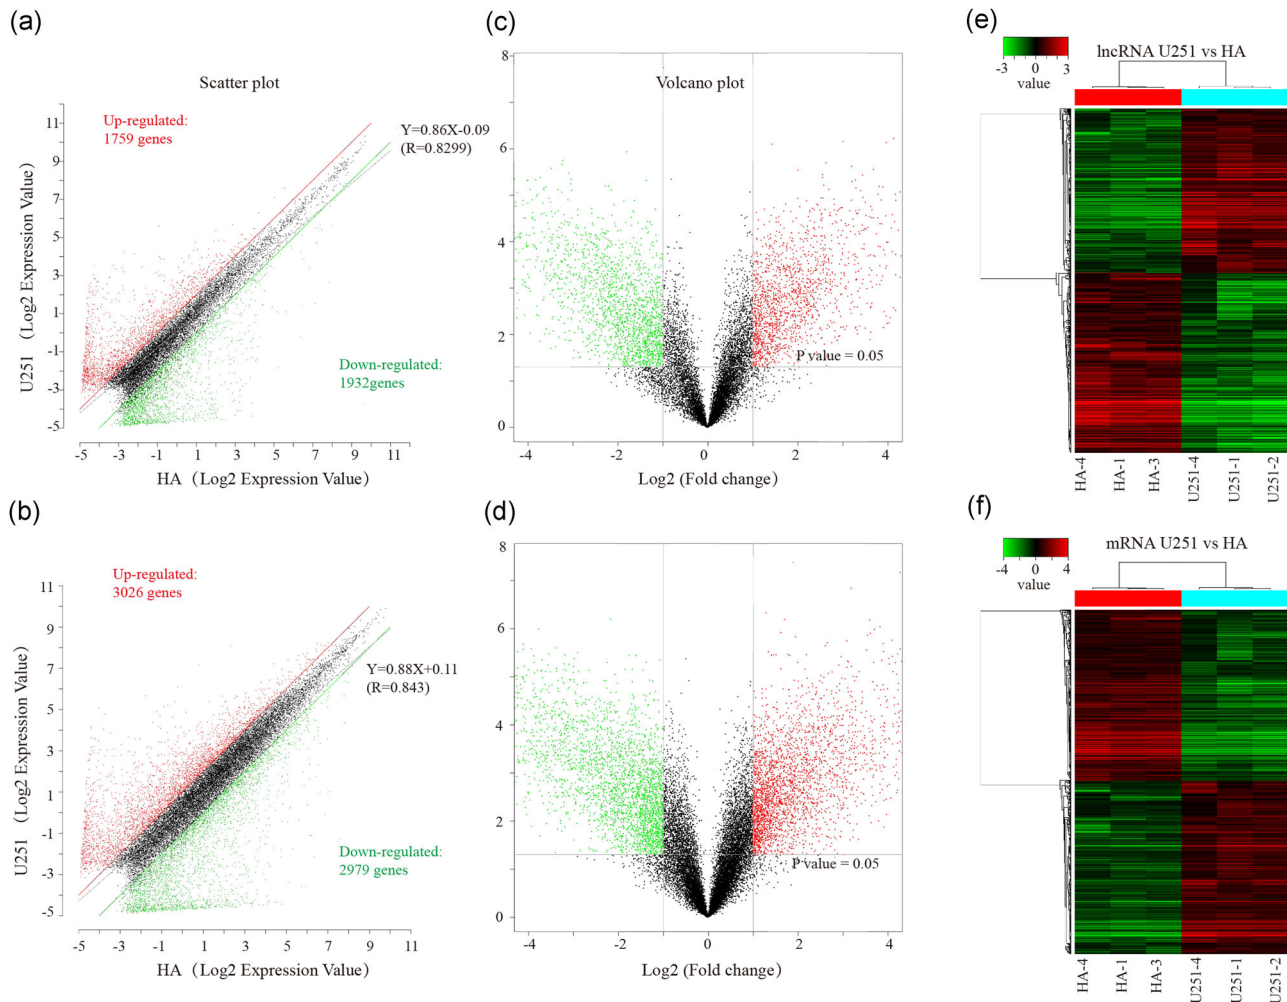 (a)
Scatter plot
Up-regulated:
1759 genes
Y=0.86X-0.09
(R=0.8299)
Down-regulated:
1932genes
11
9
7
5
3
1
-1
-3
-5
U251 (Log2 Expression Value)
-5 -3 -1 1 3 5 7 9 11
HA (Log2 Expression Value)
(b)
Up-regulated:
3026 genes
Y=0.88X+0.11
(R=0.843)
Down-regulated:
2979 genes
11
9
7
5
3
1
-1
-3
-5
U251 (Log2 Expression Value)
-5 -3 -1 1 3 5 7 9 11
HA (Log2 Expression Value)
(c)
Volcano plot
8
6
4
2
0
P value = 0.05
-4 -2 0 2 4
Log2 (Fold change)
(d)
8
6
4
2
0
P value = 0.05
-4 -2 0 2 4
Log2 (Fold change)
(e)
-3 0 3
value
lncRNA U251 vs HA
HA-4 HA-1 HA-3 U251-4 U251-1 U251-2
(f)
-4 0 4
value
mRNA U251 vs HA
HA-4 HA-1 HA-3 U251-4 U251-1 U251-2